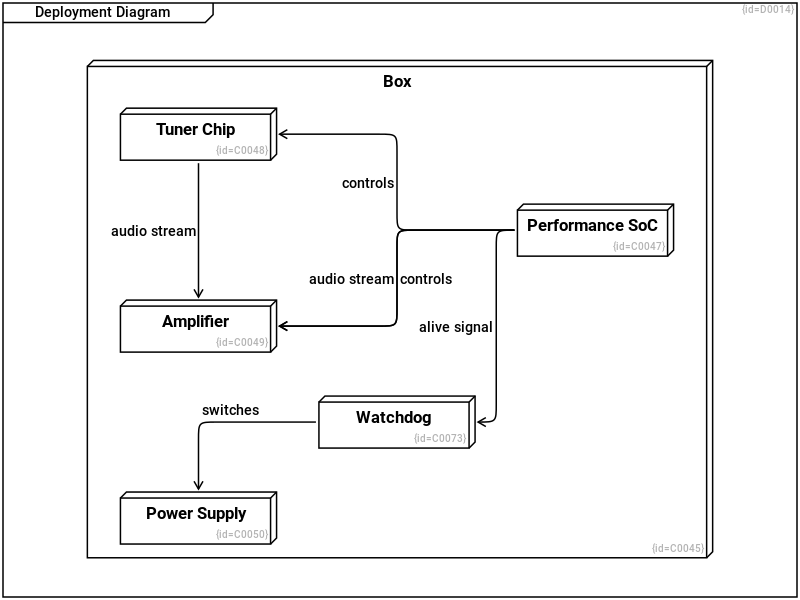 Deployment Diagram
{id=D0014}
Box
Tuner Chip
{id=C0048}
controls
Performance SoC
{id=C0047}
audio stream
audio stream
controls
Amplifier
{id=C0049}
alive signal
switches
Watchdog
{id=C0073}
Power Supply
{id=C0050}
{id=C0045}